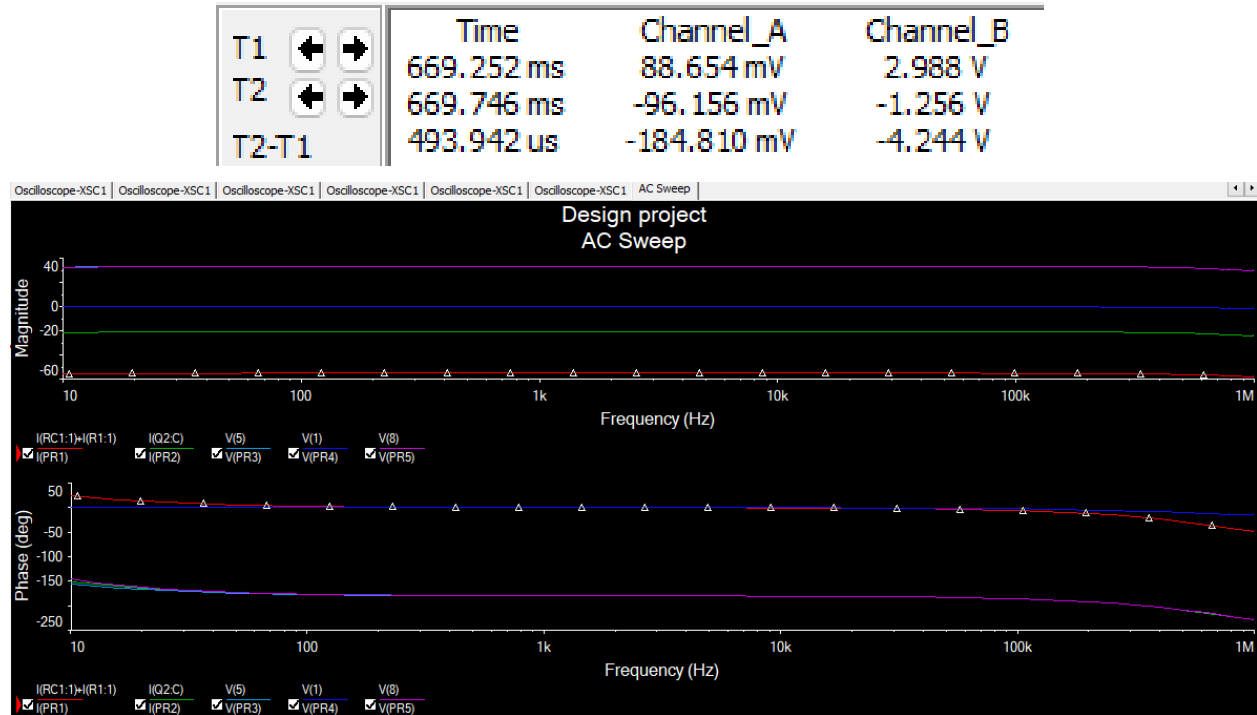 Time Channel_A Channel_B
T1 669.252 ms 88.654 mV 2.988 V
T2 669.746 ms -96.156 mV -1.256 V
T2-T1 493.942 us -184.810 mV -4.244 V
Oscilloscope-XSC1 Oscilloscope-XSC1 Oscilloscope-XSC1 Oscilloscope-XSC1 Oscilloscope-XSC1 Oscilloscope-XSC1 AC Sweep
Design project
AC Sweep
Magnitude
40
0
-20
-60
10 100 1k 10k 100k 1M
Frequency (Hz)
I(RC1:1)+I(R1:1) I(Q2:C) V(5) V(1) V(8)
I(PR1) I(PR2) V(PR3) V(PR4) V(PR5)
Phase (deg)
50
-50
-100
-150
-250
10 100 1k 10k 100k 1M
Frequency (Hz)
I(RC1:1)+I(R1:1) I(Q2:C) V(5) V(1) V(8)
I(PR1) I(PR2) V(PR3) V(PR4) V(PR5)